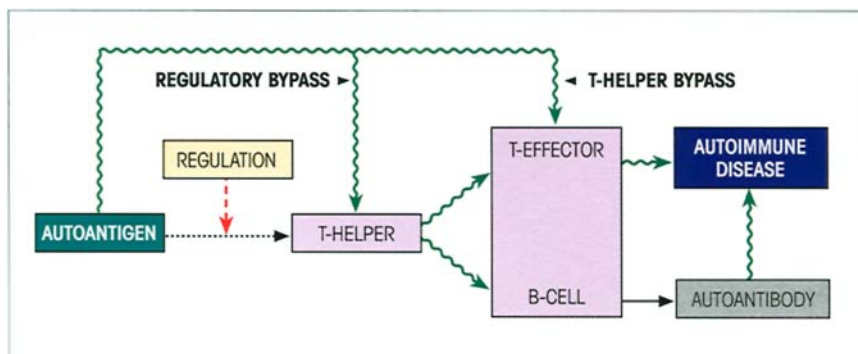 REGULATORY BYPASS
T-HELPER BYPASS
REGULATION
T-EFFECTOR
AUTOIMMUNE
DISEASE
AUTOANTIGEN
T-HELPER
B-CELL
AUTOANTIBODY